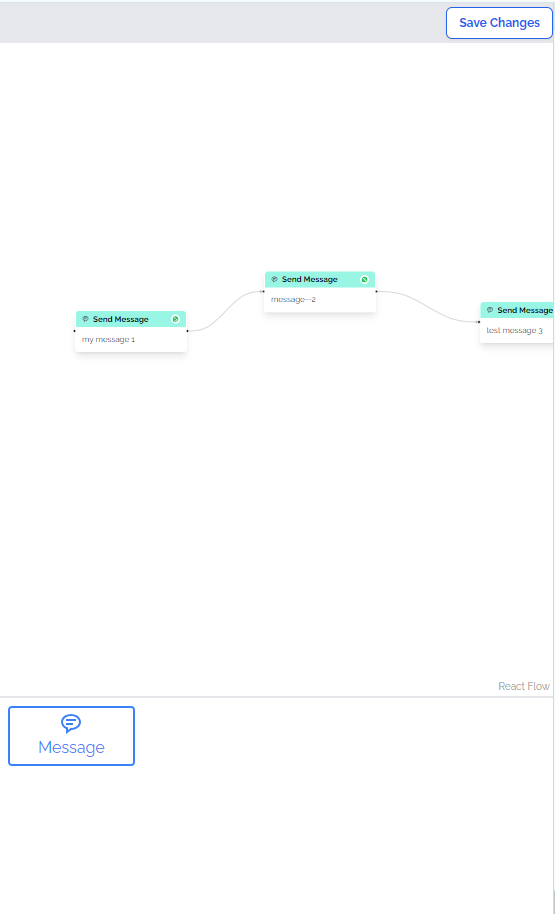 Save Changes
Send Message
message--2
Send Message
my message 1
Send Message
test message 3
React Flow
Message